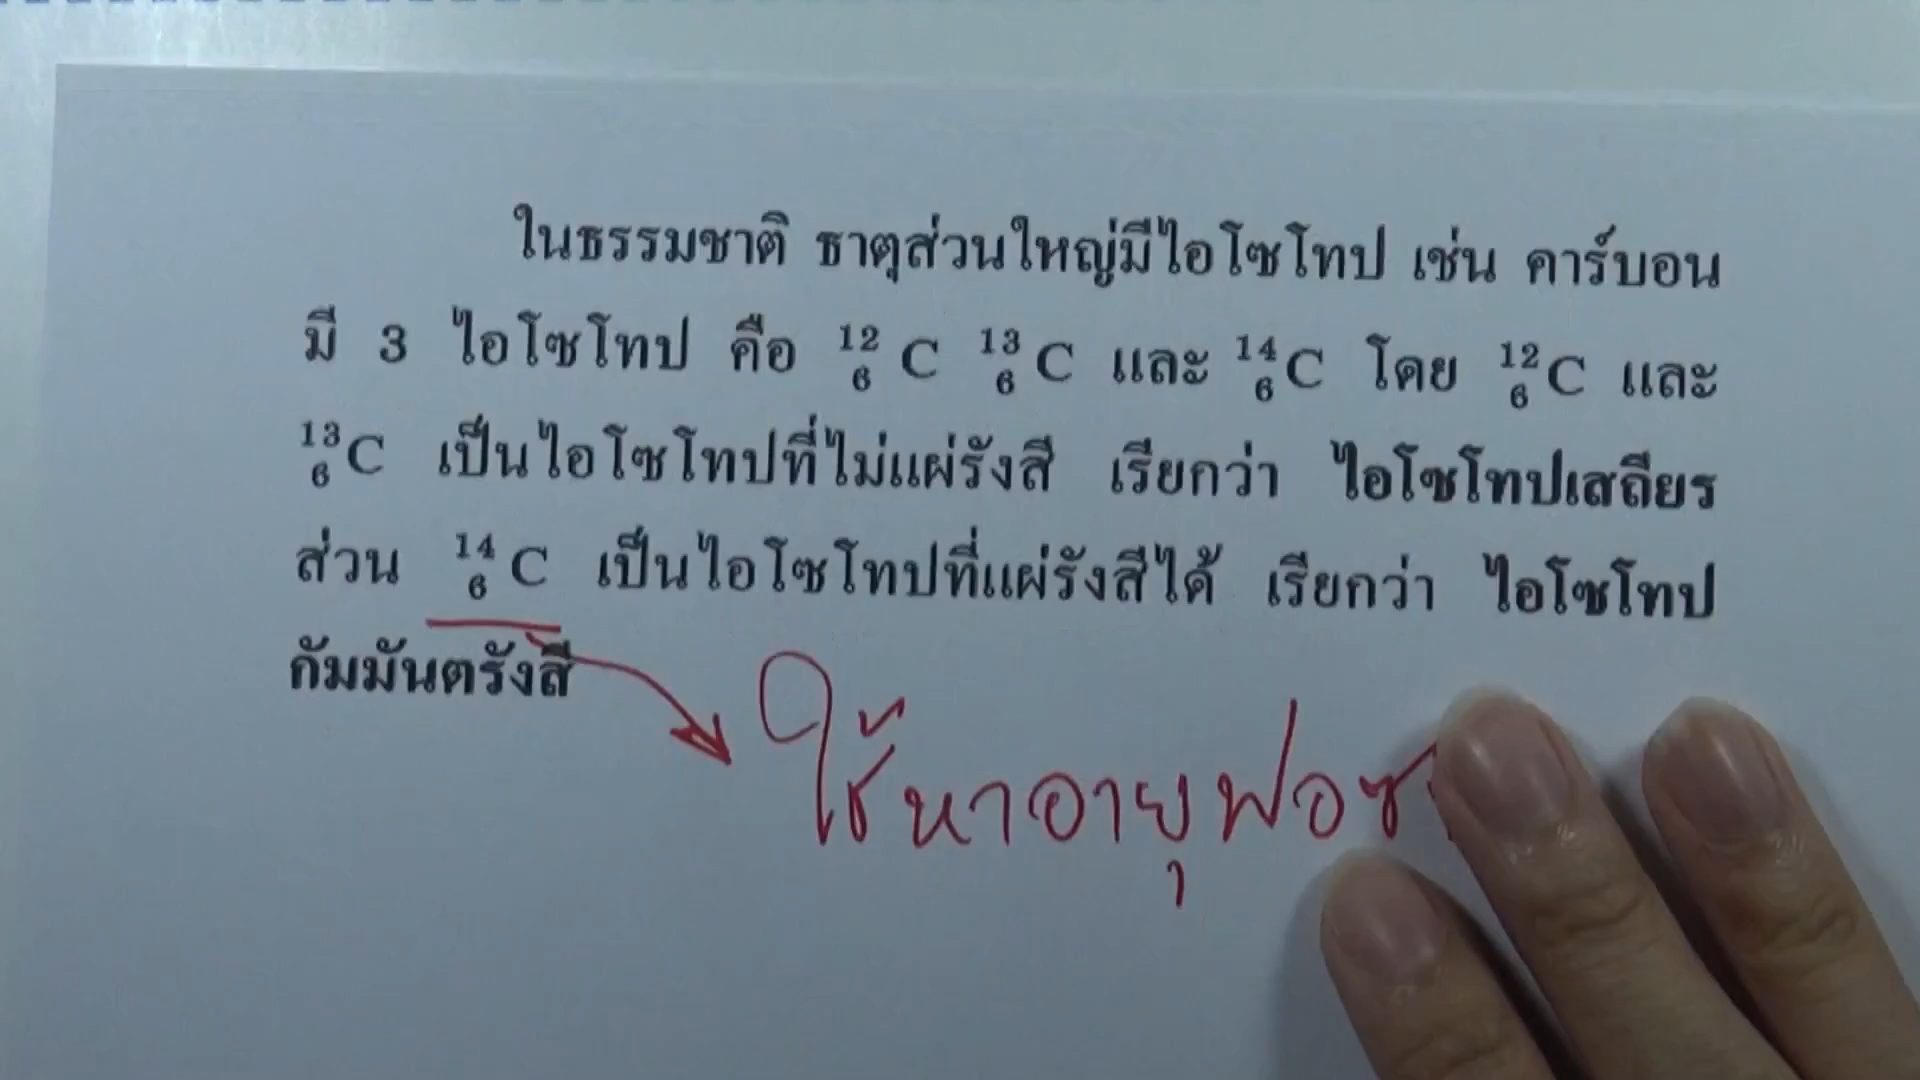 ในธรรมชาติ ธาตุส่วนใหญ่มีไอโซโทป เช่น คาร์บอน
มี 3 ไอโซโทป คือ ¹²₆C ¹³₆C และ ¹⁴₆C โดย ¹²₆C และ
¹³₆C เป็นไอโซโทปที่ไม่แผ่รังสี เรียกว่า ไอโซโทปเสถียร
ส่วน ¹⁴₆C เป็นไอโซโทปที่แผ่รังสีได้ เรียกว่า ไอโซโทป
กัมมันตรังสี
ใช้หาอายุ